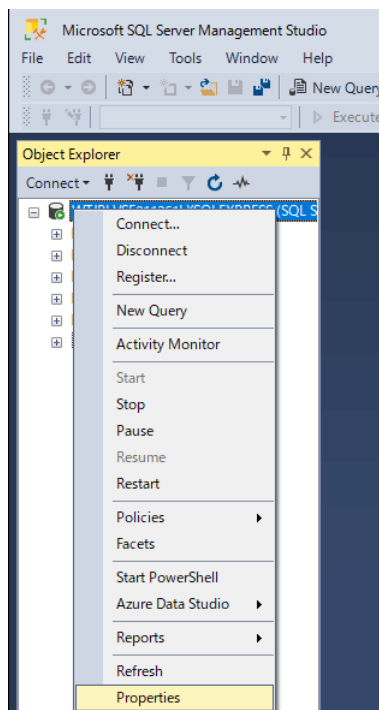 Microsoft SQL Server Management Studio
File Edit View Tools Window Help
New Query
Execute
Object Explorer
Connect
(SQL S
Connect...
Disconnect
Register...
New Query
Activity Monitor
Start
Stop
Pause
Resume
Restart
Policies
Facets
Start PowerShell
Azure Data Studio
Reports
Refresh
Properties